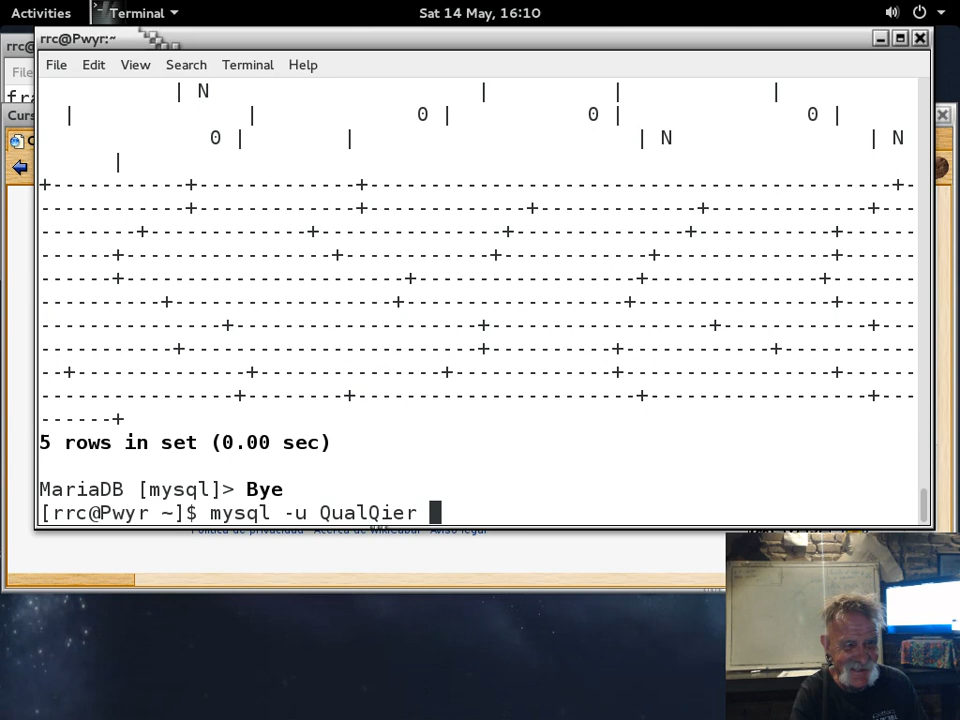 Activities Terminal Sat 14 May, 16:10
rrc@Pwyr:~
File Edit View Search Terminal Help
| N | | |
| | 0 | 0 | 0 |
0 | | | N | N
|
+-----------+-------------+--------------------------------------------+-
------------+-------------+-------------+-------------+-------------+---
--------+-------------+---------------+--------------+-----------+------
------+-----------------+------------+------------+--------------+------
------+-----------------------+------------------+--------------+-------
----------+------------------+------------------+----------------+------
---------------+--------------------+------------------+------------+---
-----------+------------------------+----------+------------+-----------
--+--------------+---------------+-------------+-----------------+------
----------------+--------+-----------------------+------------------+---
------+
5 rows in set (0.00 sec)
MariaDB [mysql]> Bye
[rrc@Pwyr ~]$ mysql -u QualQier